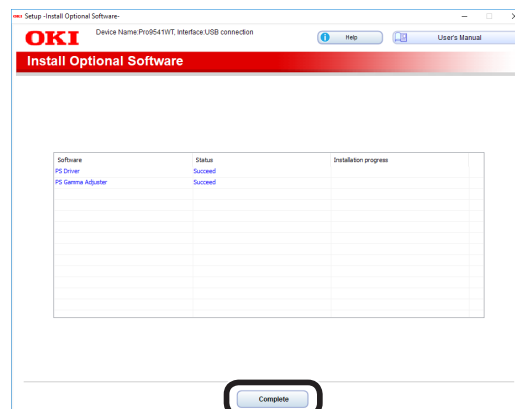 OKI Setup -Install Optional Software-
OKI
Device Name:Pro9541WT, Interface:USB connection
Help
User's Manual
Install Optional Software
Software Status Installation progress
PS Driver Succeed
PS Gamma Adjuster Succeed
Complete